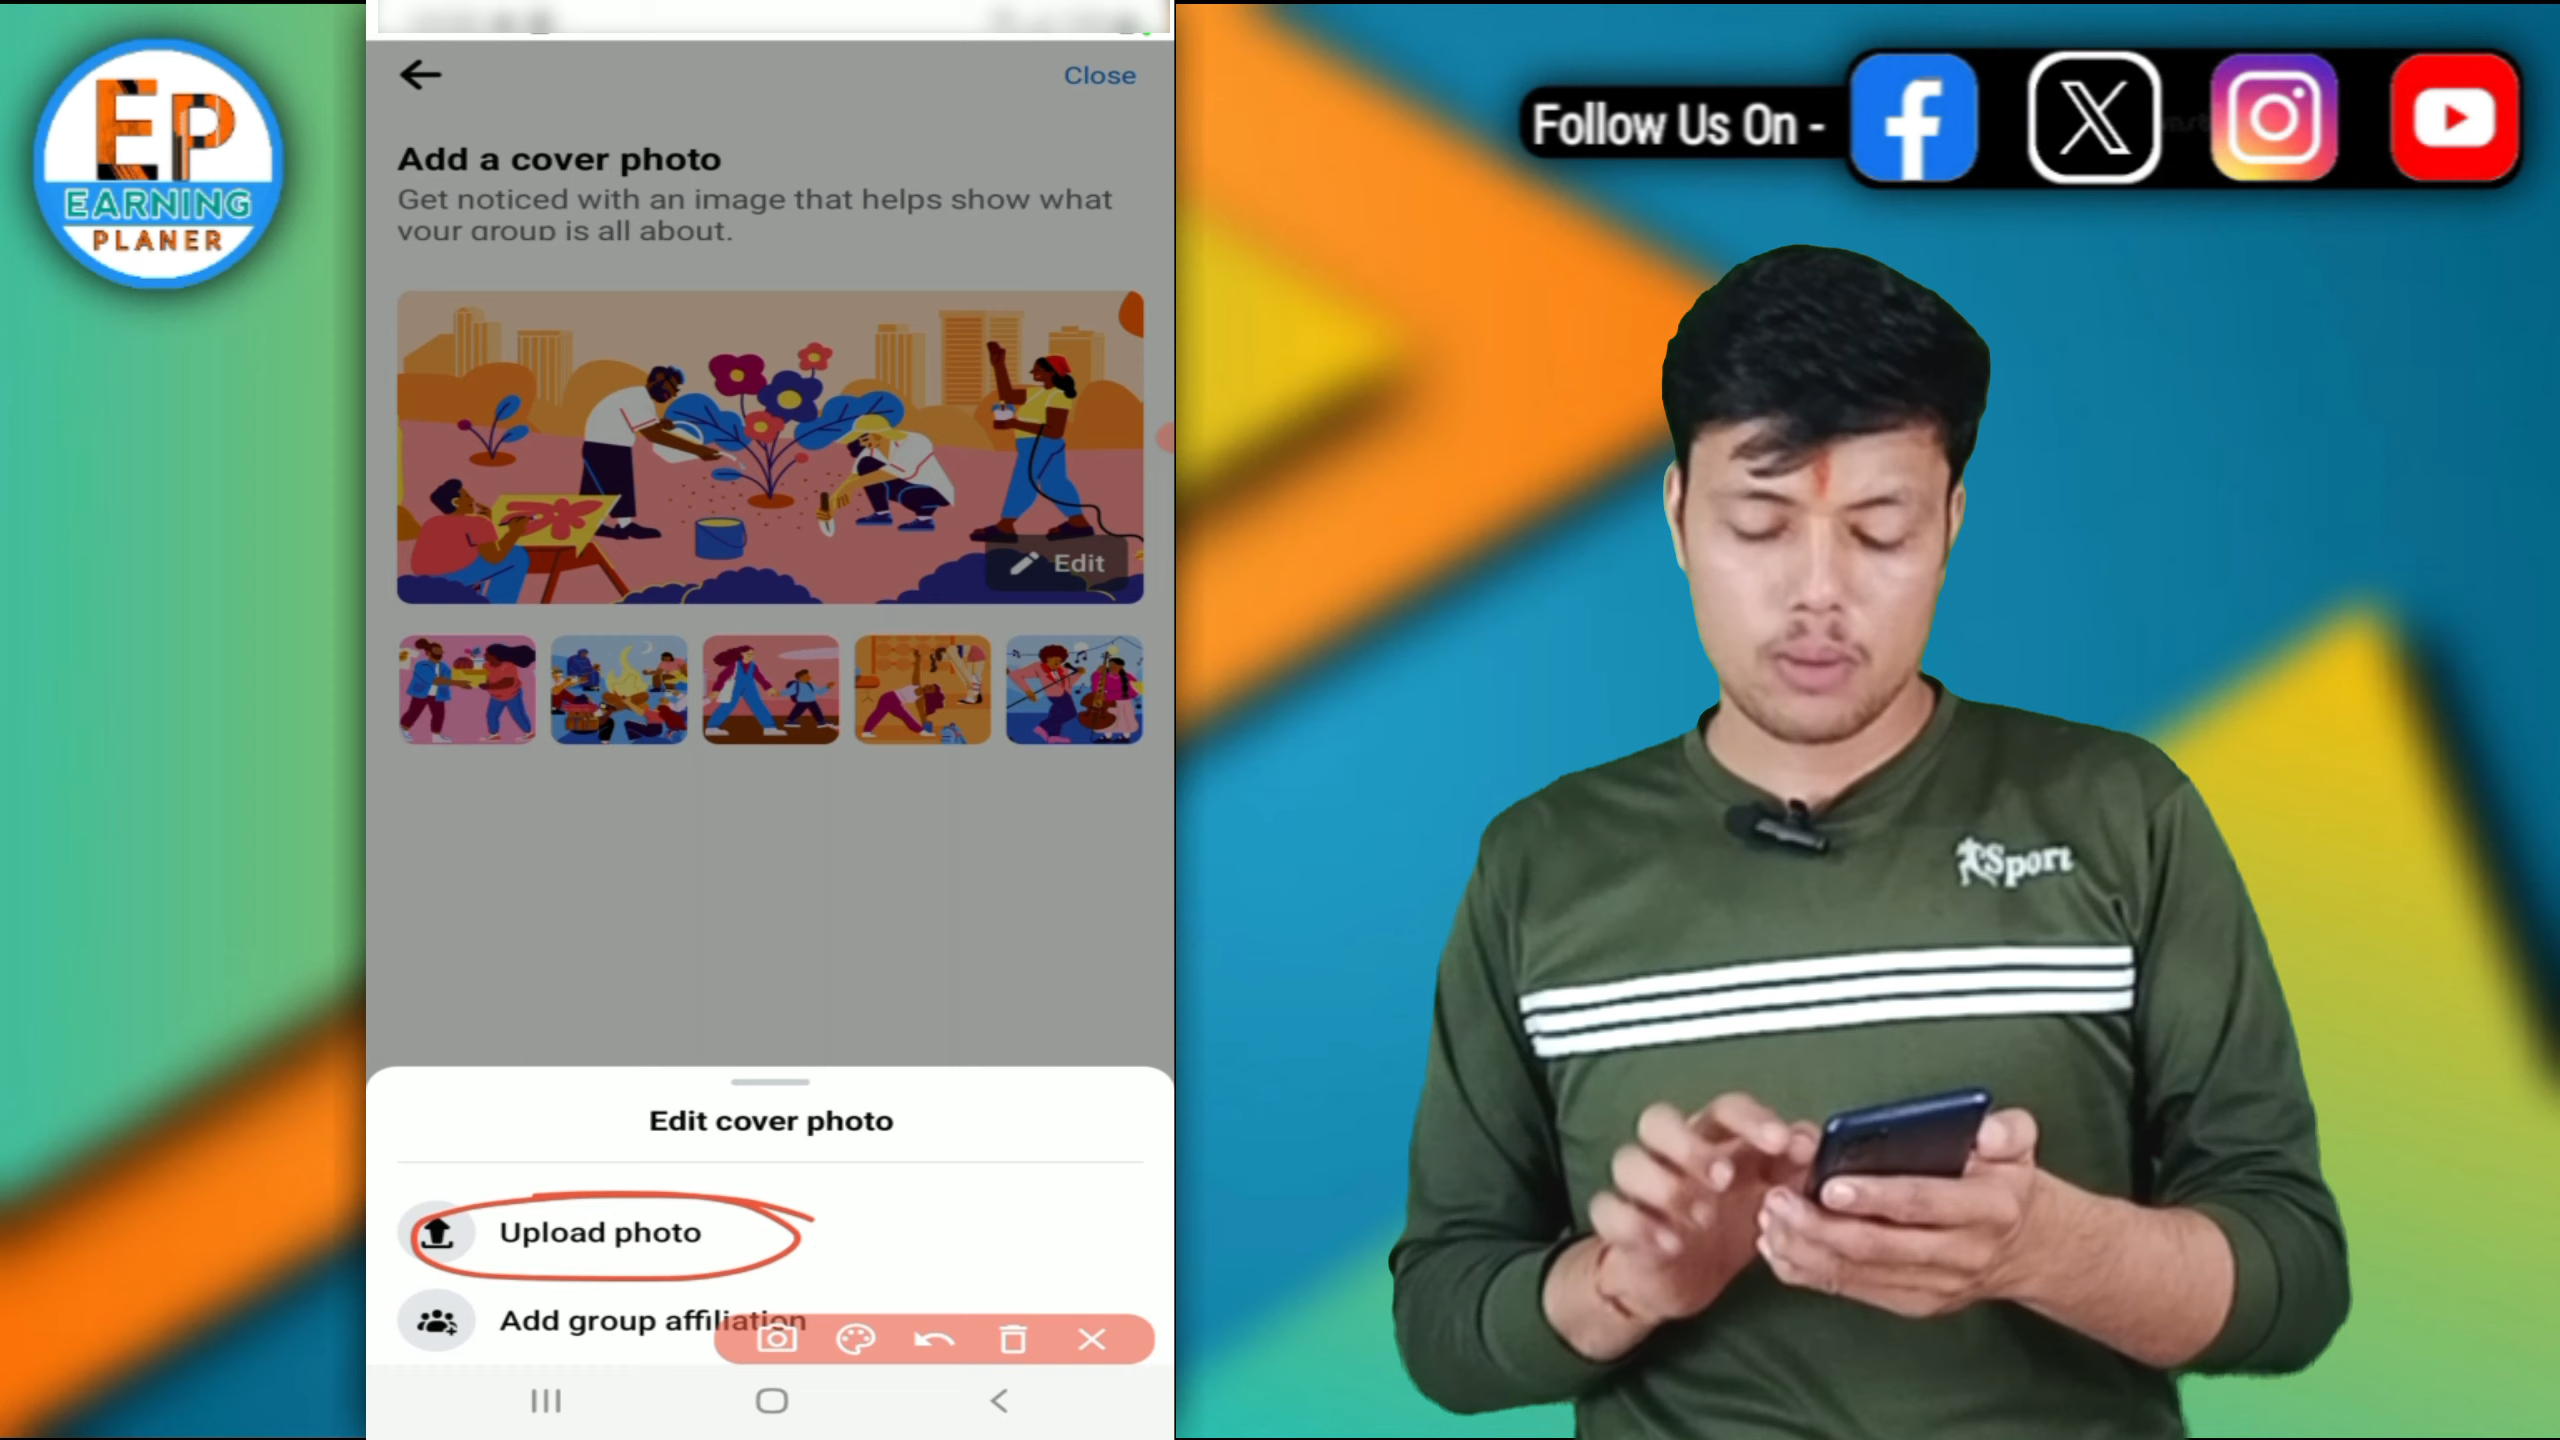 EP
EARNING
PLANER
Close
Add a cover photo
Get noticed with an image that helps show what
your group is all about.
Edit
Edit cover photo
Upload photo
Add group affiliation
Follow Us On -
Sport